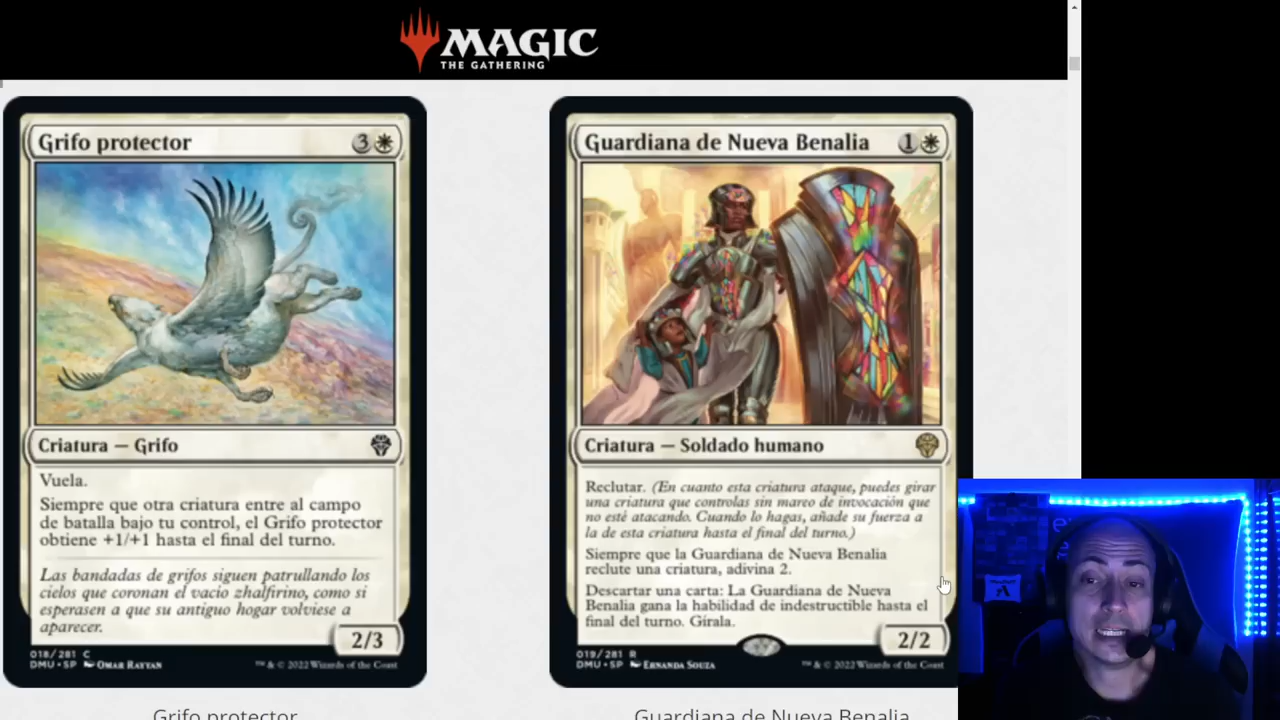 MAGIC
THE GATHERING
Grifo protector
3
Criatura — Grifo
Vuela.
Siempre que otra criatura entre al campo
de batalla bajo tu control, el Grifo protector
obtiene +1/+1 hasta el final del turno.
Las bandadas de grifos siguen patrullando los
cielos que coronan el vacío zhalfirino, como si
esperasen a que su antiguo hogar volviese a
aparecer.
2/3
018/281 C
DMU • SP OMAR RAYYAN
™ & © 2022 Wizards of the Coast
Grifo protector
Guardiana de Nueva Benalia
1
Criatura — Soldado humano
Reclutar. (En cuanto esta criatura ataque, puedes girar
una criatura que controlas sin mareo de invocación que
no esté atacando. Cuando lo hagas, añade su fuerza a
la de esta criatura hasta el final del turno.)
Siempre que la Guardiana de Nueva Benalia
reclute una criatura, adivina 2.
Descartar una carta: La Guardiana de Nueva
Benalia gana la habilidad de indestructible hasta el
final del turno. Gírala.
2/2
019/281 R
DMU • SP ERNANDA SOUZA
™ & © 2022 Wizards of the Coast
Guardiana de Nueva Benalia